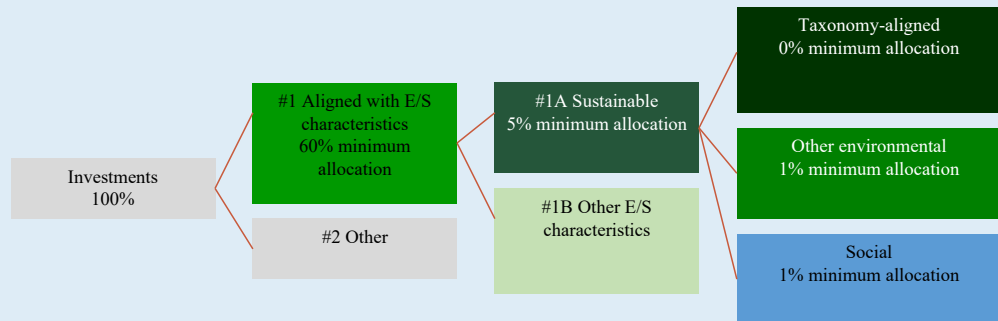 Investments
100%
#1 Aligned with E/S
characteristics
60% minimum
allocation
#2 Other
#1A Sustainable
5% minimum allocation
#1B Other E/S
characteristics
Taxonomy-aligned
0% minimum allocation
Other environmental
1% minimum allocation
Social
1% minimum allocation